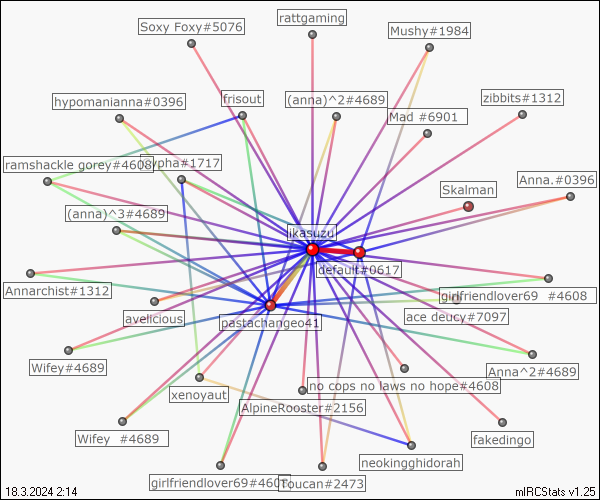 rattgaming
Soxy Foxy#5076
Mushy#1984
hypomanianna#0396
frisout
(anna)^2#4689
zibbits#1312
Mad #6901
ramshackle gorey#4608
ypha#1717
Anna.#0396
Skalman
(anna)^3#4689
ikasuzu
default#0617
Annarchist#1312
girlfriendlover69 #4608
avelicious
ace deucy#7097
pastachangeo41
Wifey#4689
Anna^2#4689
no cops no laws no hope#4608
xenoyaut
AlpineRooster#2156
Wifey #4689
fakedingo
neokingghidorah
girlfriendlover69#460
Toucan#2473
18.3.2024 2:14
mIRCStats v1.25